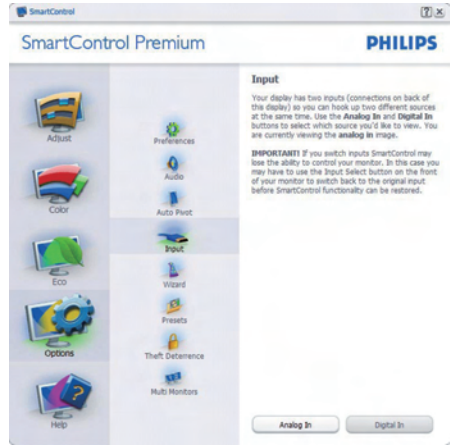 SmartControl
SmartControl Premium
PHILIPS
Adjust
Color
Eco
Options
Help
Preferences
Audio
Auto Pivot
Input
Wizard
Presets
Theft Deterrence
Multi Monitors
Input
Your display has two inputs (connections on back of
this display) so you can hook up two different sources
at the same time. Use the Analog In and Digital In
buttons to select which source you'd like to view. You
are currently viewing the analog in image.
IMPORTANT! If you switch inputs SmartControl may
lose the ability to control your monitor. In this case you
may have to use the Input Select button on the front
of your monitor to switch back to the original input
before SmartControl functionality can be restored.
Analog In
Digital In